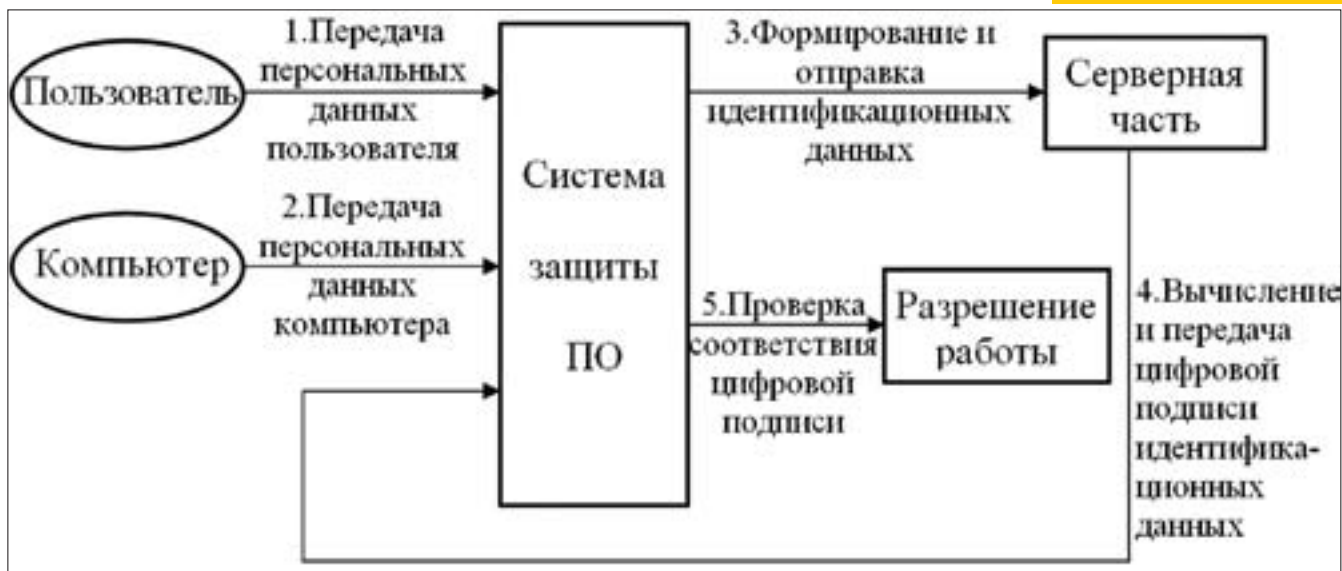 Пользователь
1.Передача
персональных
данных
пользователя
Компьютер
2.Передача
персональных
данных
компьютера
Система
защиты
ПО
3.Формирование и
отправка
идентификационных
данных
Серверная
часть
4.Вычисление
и передача
цифровой
подписи
идентифика-
ционных
данных
5.Проверка
соответствия
цифровой
подписи
Разрешение
работы